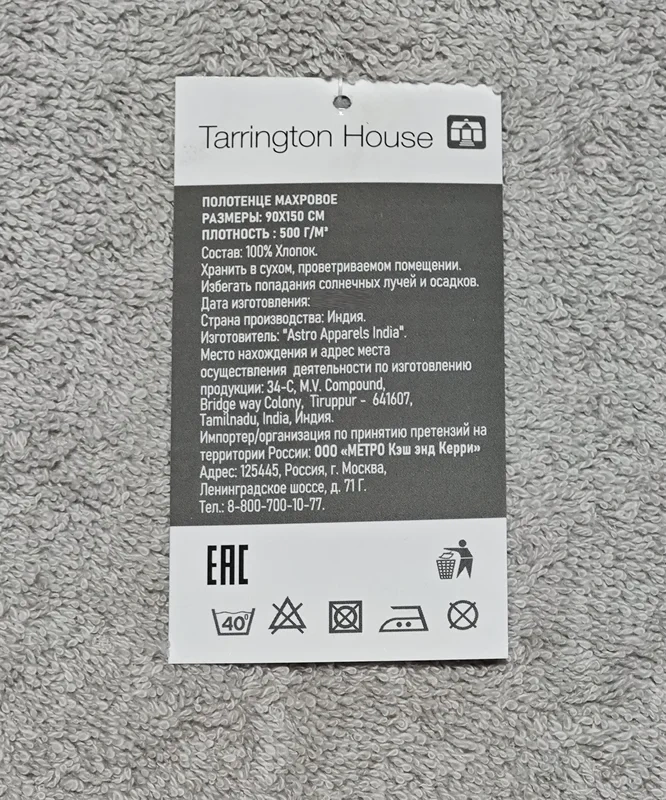 Tarrington House
ПОЛОТЕНЦЕ МАХРОВОЕ
РАЗМЕРЫ: 90X150 СМ
ПЛОТНОСТЬ : 500 Г/М²
Состав: 100% Хлопок.
Хранить в сухом, проветриваемом помещении.
Избегать попадания солнечных лучей и осадков.
Дата изготовления:
Страна производства: Индия.
Изготовитель: "Astro Apparels India".
Место нахождения и адрес места
осуществления деятельности по изготовлению
продукции: 34-C, M.V. Compound,
Bridge way Colony, Tiruppur - 641607,
Tamilnadu, India, Индия.
Импортер/организация по принятию претензий на
территории России: ООО «МЕТРО Кэш энд Керри»
Адрес: 125445, Россия, г. Москва,
Ленинградское шоссе, д. 71 Г.
Тел.: 8-800-700-10-77.
EAC
40°